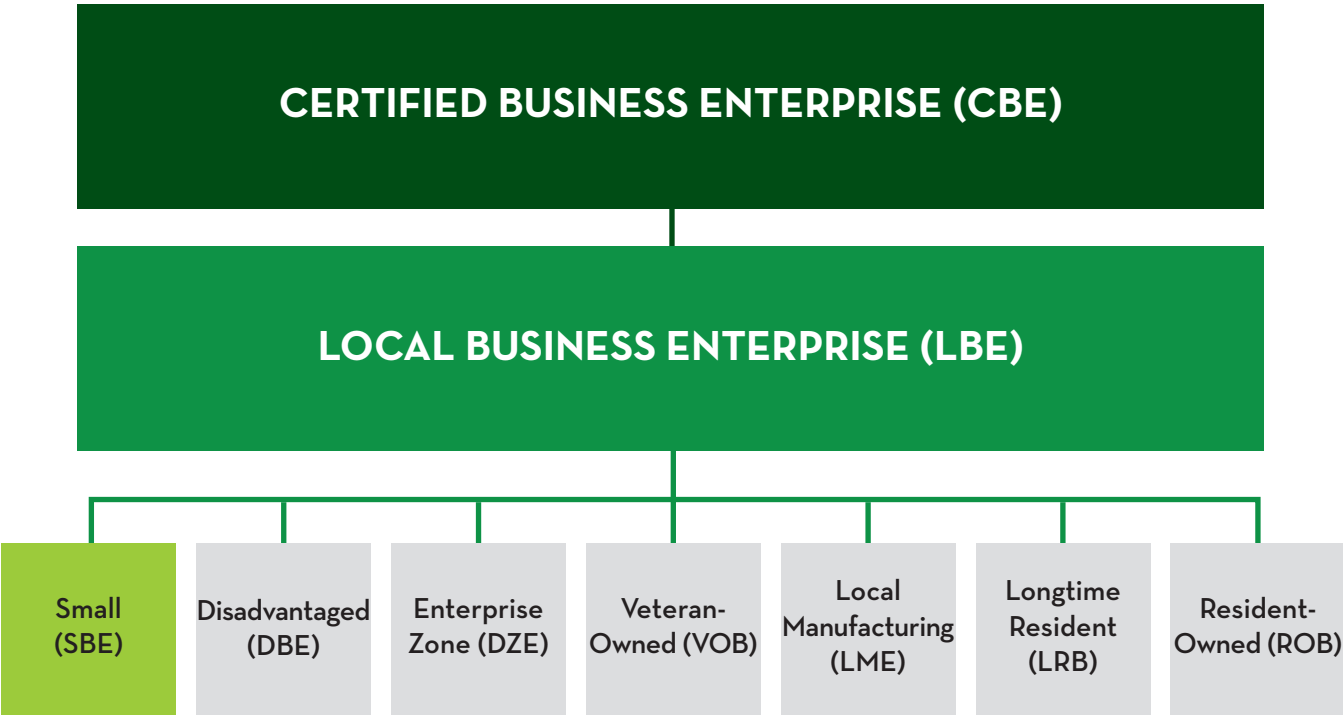 CERTIFIED BUSINESS ENTERPRISE (CBE)
LOCAL BUSINESS ENTERPRISE (LBE)
Small
(SBE)
Disadvantaged
(DBE)
Enterprise
Zone (DZE)
Veteran-
Owned (VOB)
Local
Manufacturing
(LME)
Longtime
Resident
(LRB)
Resident-
Owned (ROB)